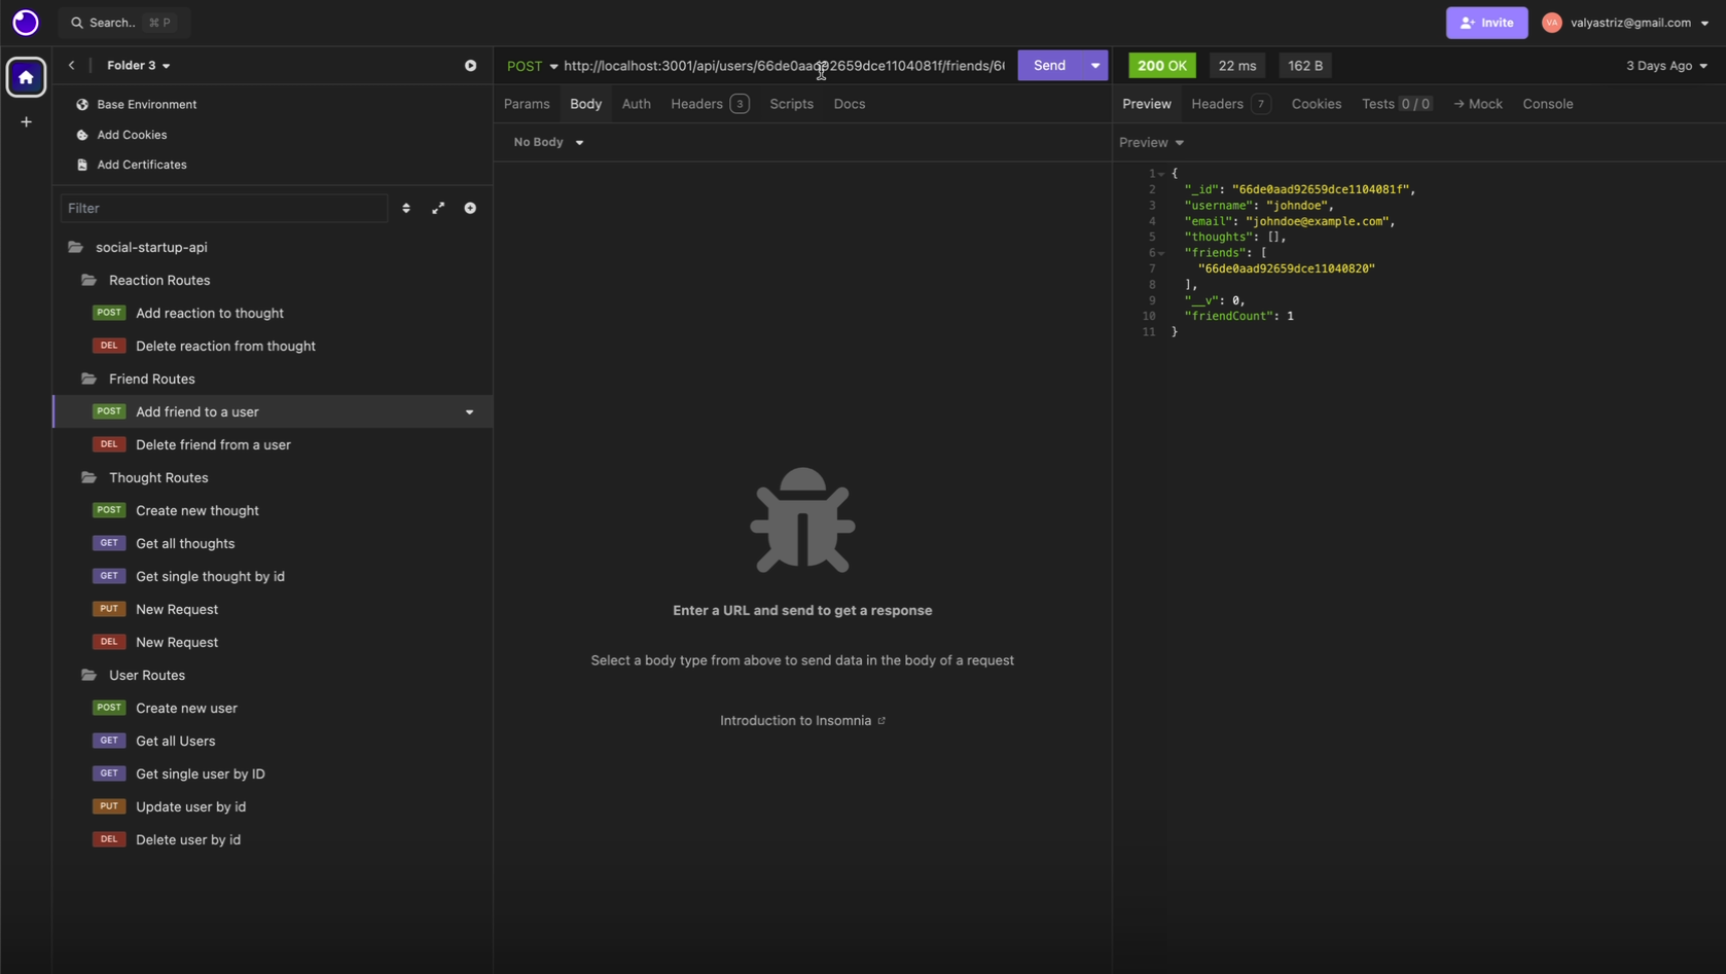 Search.. ⌘ P
Invite
VA valyastriz@gmail.com
Folder 3
Base Environment
Add Cookies
Add Certificates
Filter
social-startup-api
Reaction Routes
POST Add reaction to thought
DEL Delete reaction from thought
Friend Routes
POST Add friend to a user
DEL Delete friend from a user
Thought Routes
POST Create new thought
GET Get all thoughts
GET Get single thought by id
PUT New Request
DEL New Request
User Routes
POST Create new user
GET Get all Users
GET Get single user by ID
PUT Update user by id
DEL Delete user by id
POST http://localhost:3001/api/users/66de0aad92659dce1104081f/friends/6
Send
Params Body Auth Headers 3 Scripts Docs
No Body
Enter a URL and send to get a response
Select a body type from above to send data in the body of a request
Introduction to Insomnia
200 OK 22 ms 162 B 3 Days Ago
Preview Headers 7 Cookies Tests 0 / 0 → Mock Console
Preview
1 {
2 "_id": "66de0aad92659dce1104081f",
3 "username": "johndoe",
4 "email": "johndoe@example.com",
5 "thoughts": [],
6 "friends": [
7 "66de0aad92659dce11040820"
8 ],
9 "__v": 0,
10 "friendCount": 1
11 }